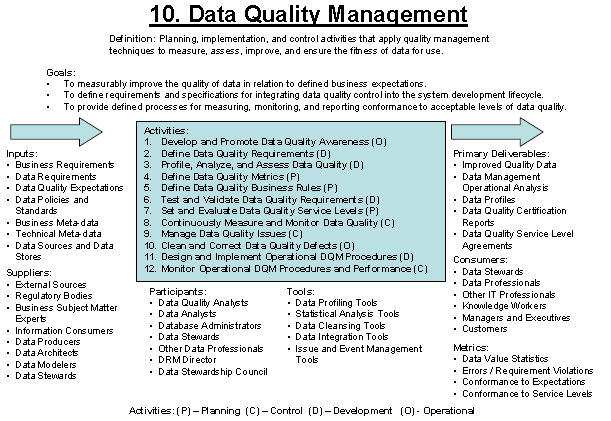 10. Data Quality Management
Definition: Planning, implementation, and control activities that apply quality management
techniques to measure, assess, improve, and ensure the fitness of data for use.
Goals:
• To measurably improve the quality of data in relation to defined business expectations.
• To define requirements and specifications for integrating data quality control into the system development lifecycle.
• To provide defined processes for measuring, monitoring, and reporting conformance to acceptable levels of data quality.
Inputs:
• Business Requirements
• Data Requirements
• Data Quality Expectations
• Data Policies and
Standards
• Business Meta-data
• Technical Meta-data
• Data Sources and Data
Stores
Suppliers:
• External Sources
• Regulatory Bodies
• Business Subject Matter
Experts
• Information Consumers
• Data Producers
• Data Architects
• Data Modelers
• Data Stewards
Activities:
1. Develop and Promote Data Quality Awareness (O)
2. Define Data Quality Requirements (D)
3. Profile, Analyze, and Assess Data Quality (D)
4. Define Data Quality Metrics (P)
5. Define Data Quality Business Rules (P)
6. Test and Validate Data Quality Requirements (D)
7. Set and Evaluate Data Quality Service Levels (P)
8. Continuously Measure and Monitor Data Quality (C)
9. Manage Data Quality Issues (C)
10. Clean and Correct Data Quality Defects (O)
11. Design and Implement Operational DQM Procedures (D)
12. Monitor Operational DQM Procedures and Performance (C)
Participants:
• Data Quality Analysts
• Data Analysts
• Database Administrators
• Data Stewards
• Other Data Professionals
• DRM Director
• Data Stewardship Council
Tools:
• Data Profiling Tools
• Statistical Analysis Tools
• Data Cleansing Tools
• Data Integration Tools
• Issue and Event Management
Tools
Primary Deliverables:
• Improved Quality Data
• Data Management
Operational Analysis
• Data Profiles
• Data Quality Certification
Reports
• Data Quality Service Level
Agreements
Consumers:
• Data Stewards
• Data Professionals
• Other IT Professionals
• Knowledge Workers
• Managers and Executives
• Customers
Metrics:
• Data Value Statistics
• Errors / Requirement Violations
• Conformance to Expectations
• Conformance to Service Levels
Activities: (P) – Planning (C) – Control (D) – Development (O) - Operational